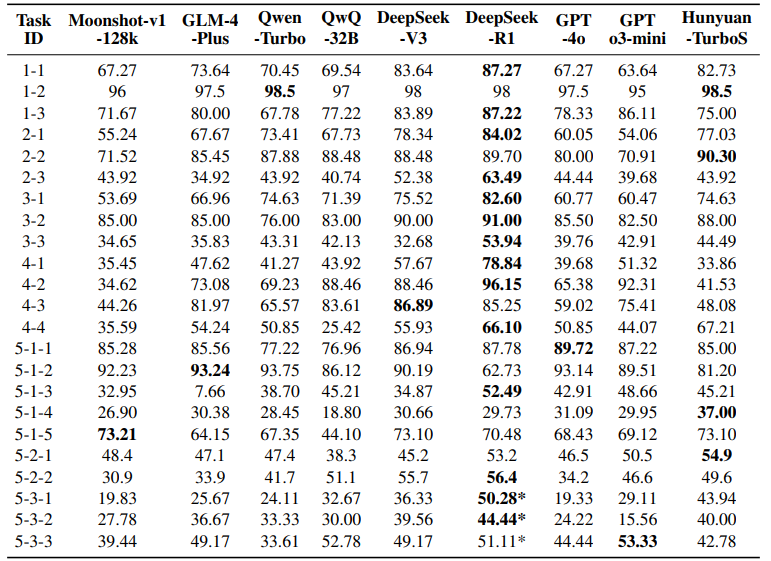 Task Moonshot-v1 GLM-4 Qwen QwQ DeepSeek DeepSeek GPT GPT Hunyuan
ID -128k -Plus -Turbo -32B -V3 -R1 -4o o3-mini -TurboS
1-1 67.27 73.64 70.45 69.54 83.64 87.27 67.27 63.64 82.73
1-2 96 97.5 98.5 97 98 98 97.5 95 98.5
1-3 71.67 80.00 67.78 77.22 83.89 87.22 78.33 86.11 75.00
2-1 55.24 67.67 73.41 67.73 78.34 84.02 60.05 54.06 77.03
2-2 71.52 85.45 87.88 88.48 88.48 89.70 80.00 70.91 90.30
2-3 43.92 34.92 43.92 40.74 52.38 63.49 44.44 39.68 43.92
3-1 53.69 66.96 74.63 71.39 75.52 82.60 60.77 60.47 74.63
3-2 85.00 85.00 76.00 83.00 90.00 91.00 85.50 82.50 88.00
3-3 34.65 35.83 43.31 42.13 32.68 53.94 39.76 42.91 44.49
4-1 35.45 47.62 41.27 43.92 57.67 78.84 39.68 51.32 33.86
4-2 34.62 73.08 69.23 88.46 88.46 96.15 65.38 92.31 41.53
4-3 44.26 81.97 65.57 83.61 86.89 85.25 59.02 75.41 48.08
4-4 35.59 54.24 50.85 25.42 55.93 66.10 50.85 44.07 67.21
5-1-1 85.28 85.56 77.22 76.96 86.94 87.78 89.72 87.22 85.00
5-1-2 92.23 93.24 93.75 86.12 90.19 62.73 93.14 89.51 81.20
5-1-3 32.95 7.66 38.70 45.21 34.87 52.49 42.91 48.66 45.21
5-1-4 26.90 30.38 28.45 18.80 30.66 29.73 31.09 29.95 37.00
5-1-5 73.21 64.15 67.35 44.10 73.10 70.48 68.43 69.12 73.10
5-2-1 48.4 47.1 47.4 38.3 45.2 53.2 46.5 50.5 54.9
5-2-2 30.9 33.9 41.7 51.1 55.7 56.4 34.2 46.6 49.6
5-3-1 19.83 25.67 24.11 32.67 36.33 50.28* 19.33 29.11 43.94
5-3-2 27.78 36.67 33.33 30.00 39.56 44.44* 24.22 15.56 40.00
5-3-3 39.44 49.17 33.61 52.78 49.17 51.11* 44.44 53.33 42.78